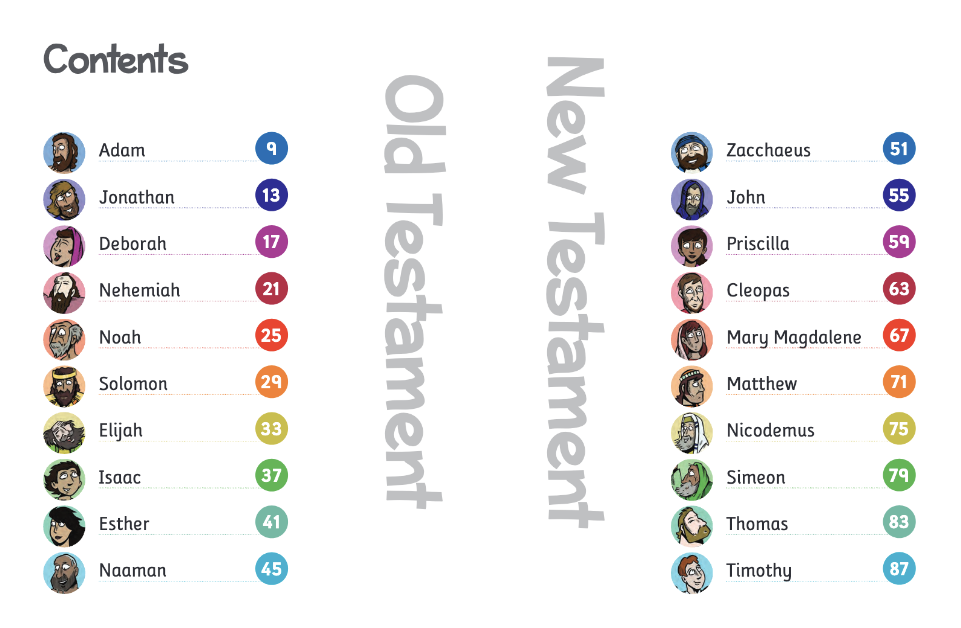 Contents
Old Testament
Adam 9
Jonathan 13
Deborah 17
Nehemiah 21
Noah 25
Solomon 29
Elijah 33
Isaac 37
Esther 41
Naaman 45
New Testament
Zacchaeus 51
John 55
Priscilla 59
Cleopas 63
Mary Magdalene 67
Matthew 71
Nicodemus 75
Simeon 79
Thomas 83
Timothy 87